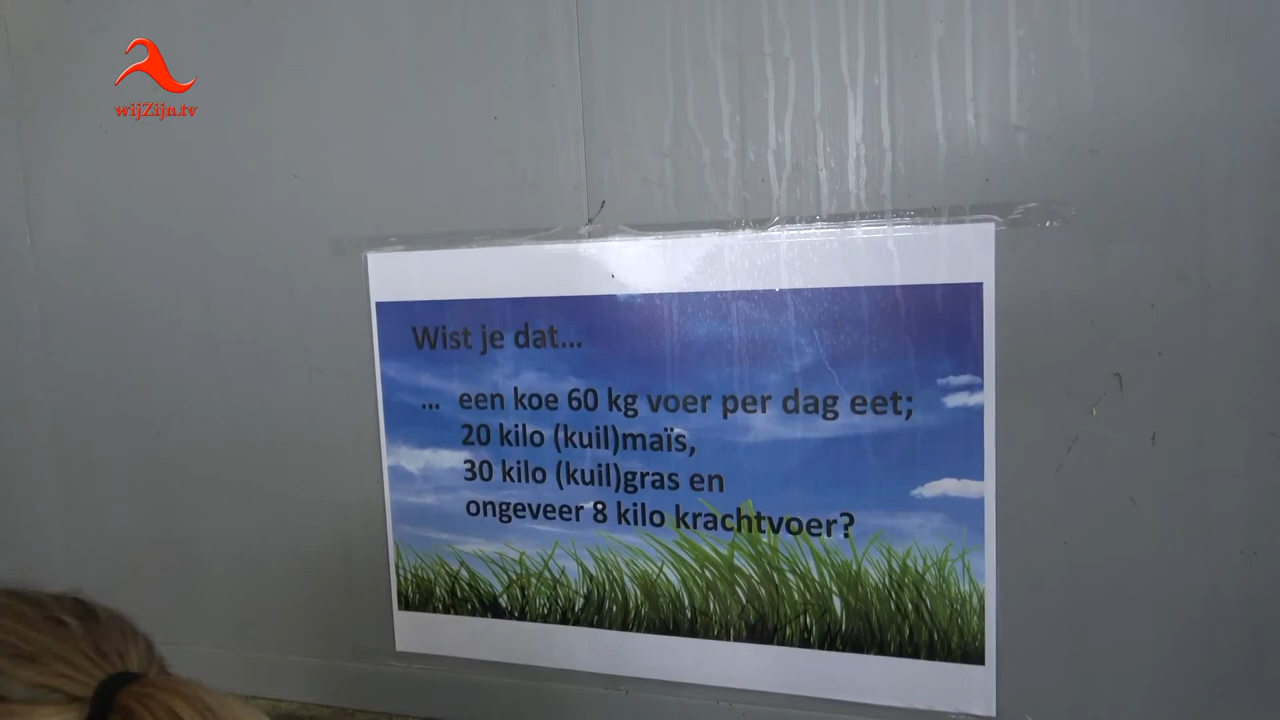 wijZijn.tv
Wist je dat...
... een koe 60 kg voer per dag eet;
20 kilo (kuil)maïs,
30 kilo (kuil)gras en
ongeveer 8 kilo krachtvoer?